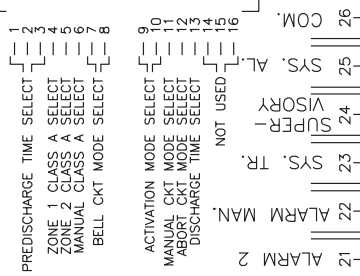 1
2
3
4
5
6
7
8
PREDISCHARGE TIME SELECT
ZONE 1 CLASS A SELECT
ZONE 2 CLASS A SELECT
MANUAL CLASS A SELECT
BELL CKT MODE SELECT
9
10
11
12
13
14
15
16
ACTIVATION MODE SELECT
MANUAL CKT MODE SELECT
ABORT CKT MODE SELECT
DISCHARGE TIME SELECT
NOT USED
21 ALARM 2
22 ALARM MAN.
23 SYS. TR.
24 SUPER-
VISORY
25 SYS. AL.
26 COM.